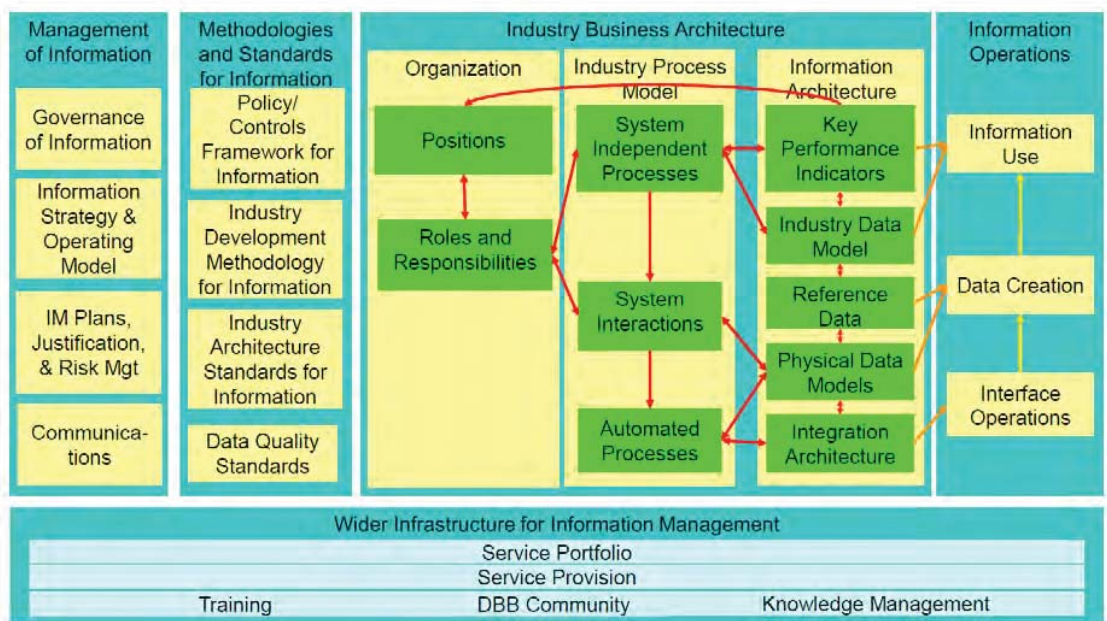 Management
of Information
Governance
of Information
Information
Strategy &
Operating
Model
IM Plans,
Justification,
& Risk Mgt
Communica-
tions
Methodologies
and Standards
for Information
Policy/
Controls
Framework for
Information
Industry
Development
Methodology
for Information
Industry
Architecture
Standards for
Information
Data Quality
Standards
Industry Business Architecture
Organization
Positions
Roles and
Responsibilities
Industry Process
Model
System
Independent
Processes
System
Interactions
Automated
Processes
Information
Architecture
Key
Performance
Indicators
Industry Data
Model
Reference
Data
Physical Data
Models
Integration
Architecture
Information
Operations
Information
Use
Data Creation
Interface
Operations
Wider Infrastructure for Information Management
Service Portfolio
Service Provision
Training DBB Community Knowledge Management